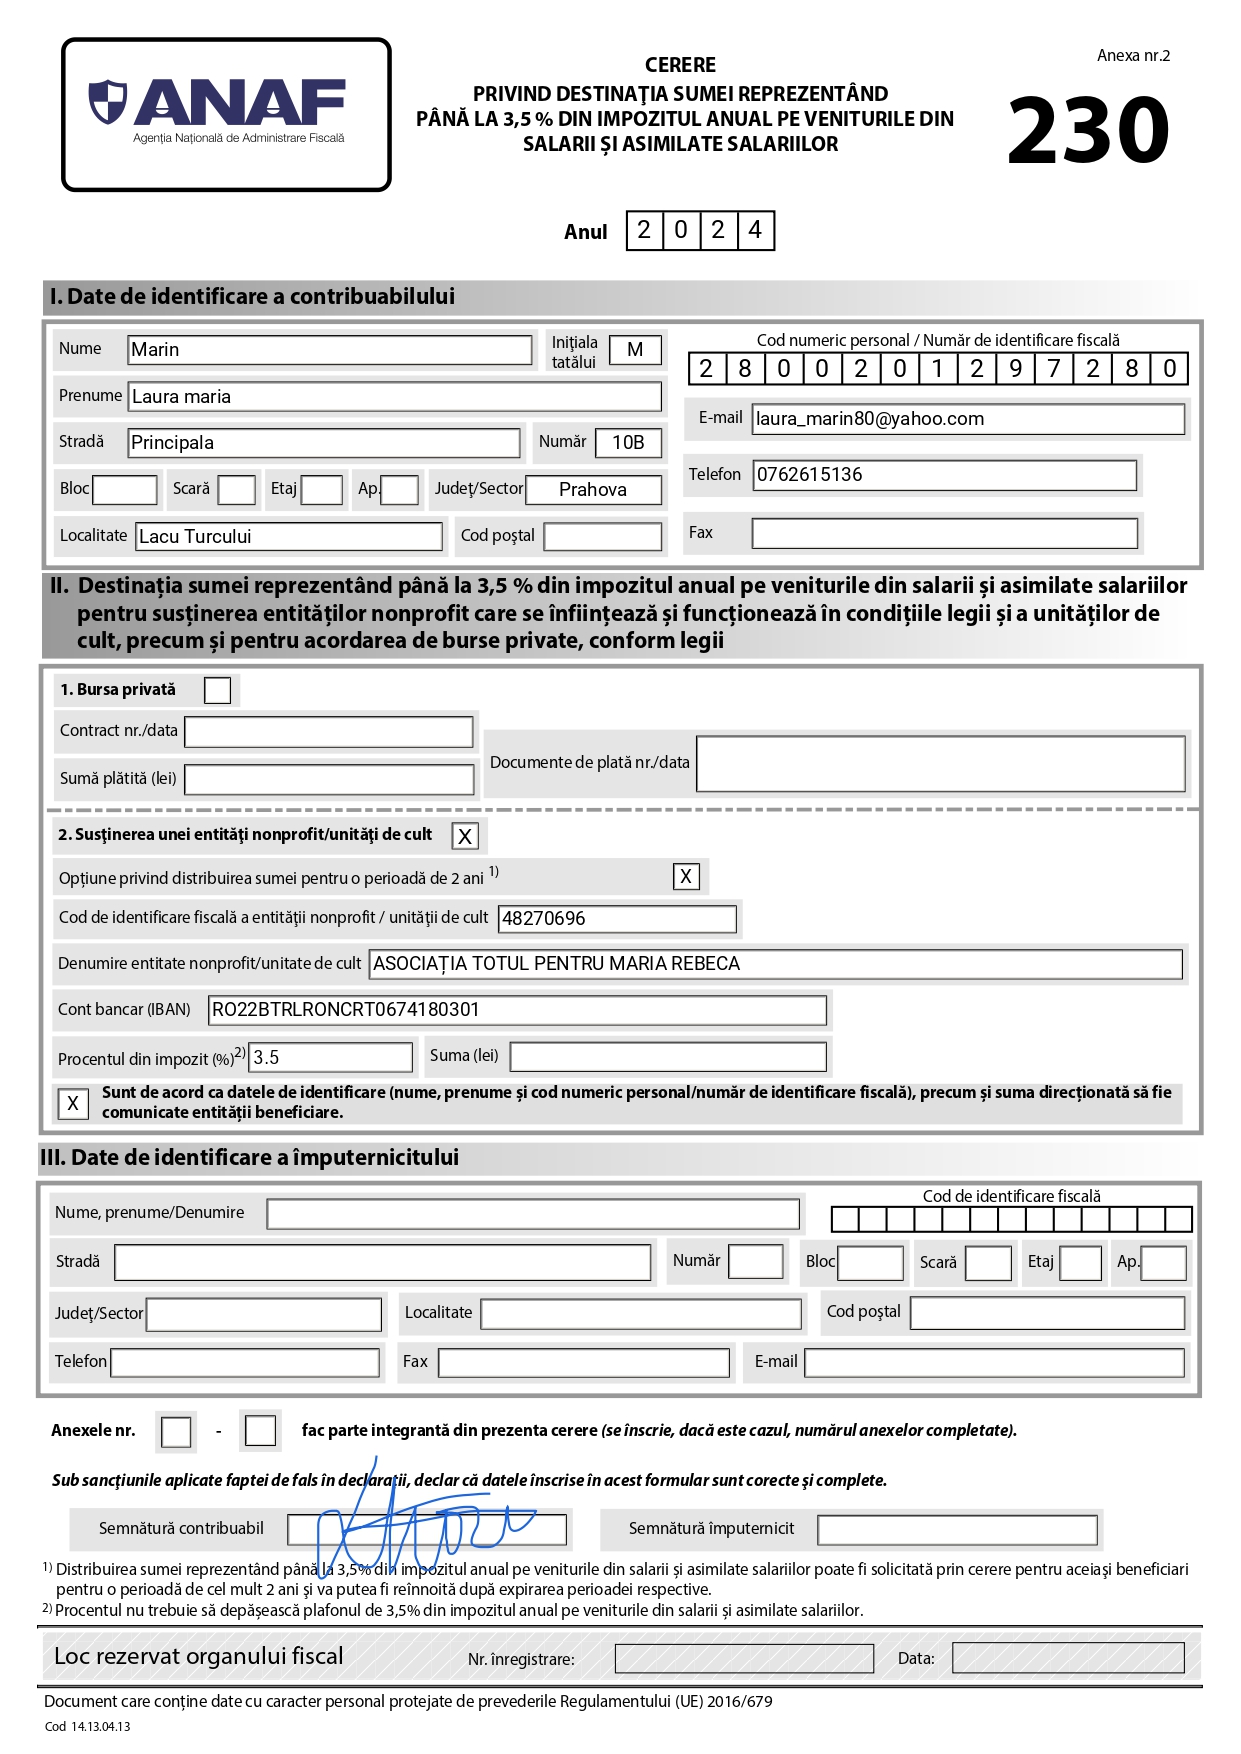 ANAF
Agenția Națională de Administrare Fiscală
CERERE
PRIVIND DESTINAŢIA SUMEI REPREZENTÂND
PÂNĂ LA 3,5 % DIN IMPOZITUL ANUAL PE VENITURILE DIN
SALARII ȘI ASIMILATE SALARIILOR
Anexa nr.2
230
Anul 2 0 2 4
I. Date de identificare a contribuabilului
Nume Marin
Iniţiala tatălui M
Cod numeric personal / Număr de identificare fiscală
2 8 0 0 2 0 1 2 9 7 2 8 0
Prenume Laura maria
E-mail laura_marin80@yahoo.com
Stradă Principala Număr 10B
Telefon 0762615136
Bloc Scară Etaj Ap. Judeţ/Sector Prahova
Localitate Lacu Turcului Cod poştal
Fax
II. Destinația sumei reprezentând până la 3,5 % din impozitul anual pe veniturile din salarii și asimilate salariilor
pentru susținerea entităților nonprofit care se înființează și funcționează în condițiile legii și a unităților de
cult, precum și pentru acordarea de burse private, conform legii
1. Bursa privată
Contract nr./data
Sumă plătită (lei)
Documente de plată nr./data
2. Susţinerea unei entităţi nonprofit/unităţi de cult X
Opțiune privind distribuirea sumei pentru o perioadă de 2 ani 1) X
Cod de identificare fiscală a entităţii nonprofit / unităţii de cult 48270696
Denumire entitate nonprofit/unitate de cult ASOCIAȚIA TOTUL PENTRU MARIA REBECA
Cont bancar (IBAN) RO22BTRLRONCRT0674180301
Procentul din impozit (%)2) 3.5 Suma (lei)
X Sunt de acord ca datele de identificare (nume, prenume și cod numeric personal/număr de identificare fiscală), precum și suma direcționată să fie
comunicate entităţii beneficiare.
III. Date de identificare a împuternicitului
Nume, prenume/Denumire
Cod de identificare fiscală
Stradă Număr Bloc Scară Etaj Ap.
Judeţ/Sector Localitate Cod poştal
Telefon Fax E-mail
Anexele nr. - fac parte integrantă din prezenta cerere (se înscrie, dacă este cazul, numărul anexelor completate).
Sub sancţiunile aplicate faptei de fals în declaraţii, declar că datele înscrise în acest formular sunt corecte şi complete.
Semnătură contribuabil Semnătură împuternicit
1) Distribuirea sumei reprezentând până la 3,5% din impozitul anual pe veniturile din salarii și asimilate salariilor poate fi solicitată prin cerere pentru aceiași beneficiari
pentru o perioadă de cel mult 2 ani și va putea fi reînnoită după expirarea perioadei respective.
2) Procentul nu trebuie să depășească plafonul de 3,5% din impozitul anual pe veniturile din salarii și asimilate salariilor.
Loc rezervat organului fiscal Nr. înregistrare: Data:
Document care conține date cu caracter personal protejate de prevederile Regulamentului (UE) 2016/679
Cod 14.13.04.13